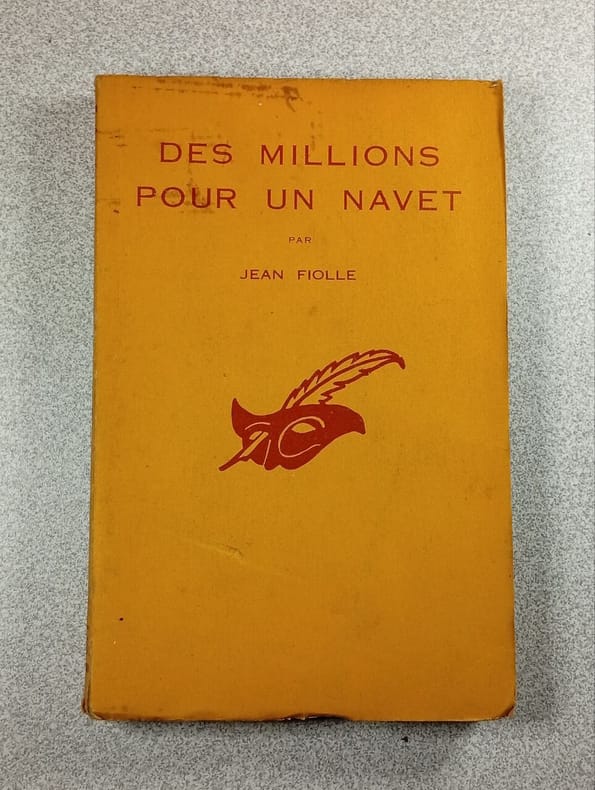 DES MILLIONS
POUR UN NAVET
PAR
JEAN FIOLLE